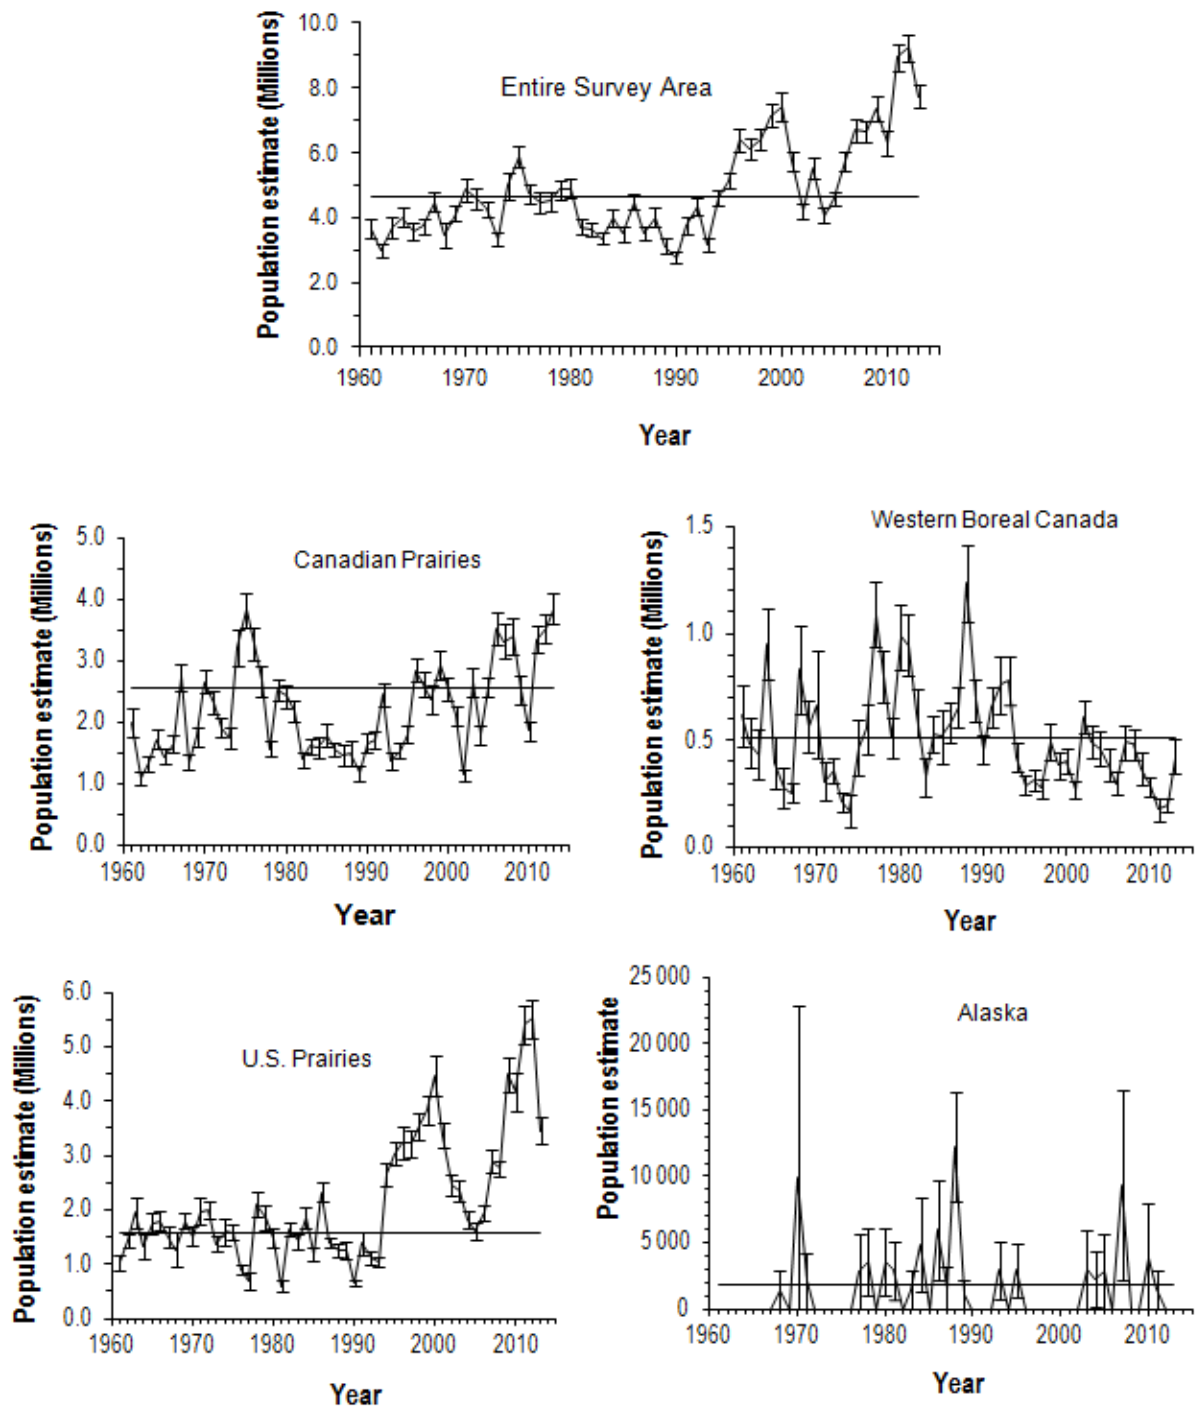 Population estimate (Millions)
10.0
8.0
6.0
4.0
2.0
0.0
Entire Survey Area
1960 1970 1980 1990 2000 2010
Year
Population estimate (Millions)
5.0
4.0
3.0
2.0
1.0
0.0
Canadian Prairies
1960 1970 1980 1990 2000 2010
Year
Population estimate (Millions)
1.5
1.0
0.5
0.0
Western Boreal Canada
1960 1970 1980 1990 2000 2010
Year
Population estimate (Millions)
6.0
5.0
4.0
3.0
2.0
1.0
0.0
U.S. Prairies
1960 1970 1980 1990 2000 2010
Year
Population estimate
25 000
20 000
15 000
10 000
5 000
0
Alaska
1960 1970 1980 1990 2000 2010
Year